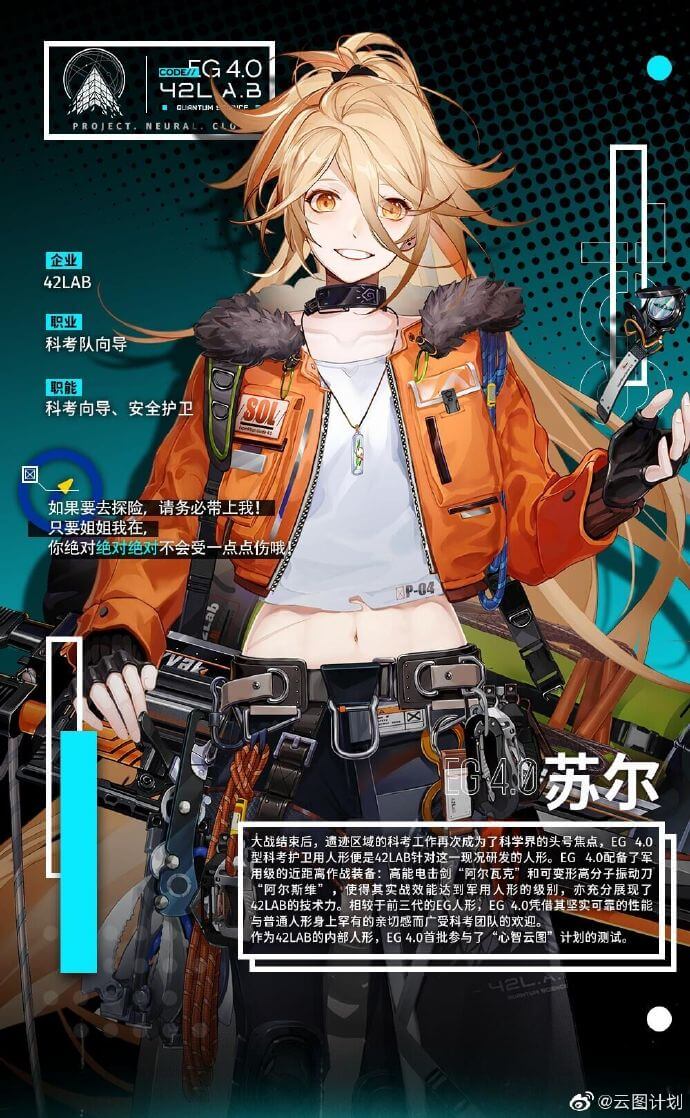 CODE// EG 4.0
42L.A.B
QUANTUM SCIENCE
PROJECT. NEURAL. CLO
企业
42LAB
职业
科考队向导
职能
科考向导、安全护卫
SOL
P-04
如果要去探险，请务必带上我！
只要姐姐我在，
你绝对绝对绝对不会受一点点伤哦！
EG 4.0 苏尔
大战结束后，遗迹区域的科考工作再次成为了科学界的头号焦点，EG 4.0
型科考护卫用人形便是42LAB针对这一现况研发的人形。EG 4.0配备了军
用级的近距离作战装备：高能电击剑“阿尔瓦克”和可变形高分子振动刀
“阿尔斯维”，使得其实战效能达到军用人形的级别，亦充分展现了
42LAB的技术力。相较于前三代的EG人形，EG 4.0凭借其坚实可靠的性能
与普通人形身上罕有的亲切感而广受科考团队的欢迎。
作为42LAB的内部人形，EG 4.0首批参与了“心智云图”计划的测试。
42L.A.B
QUANTUM SCIENCE
@云图计划